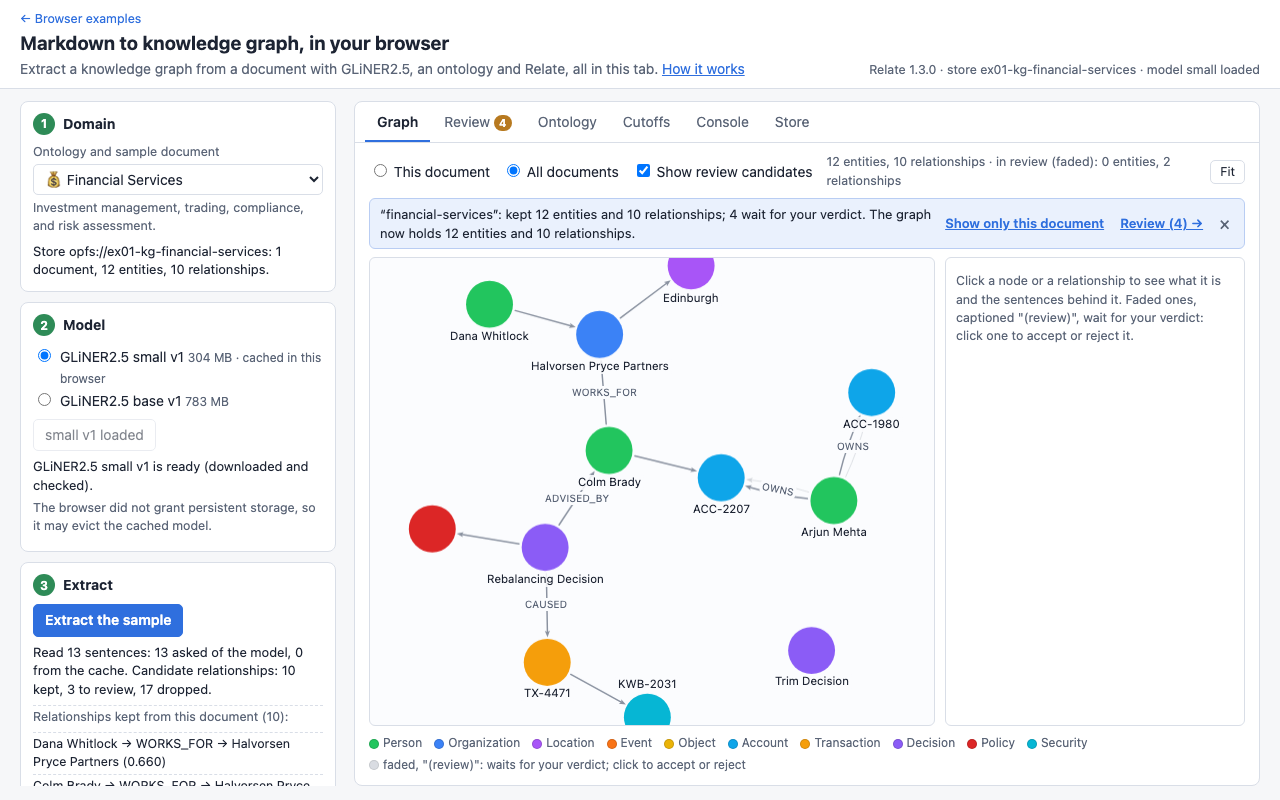 ← Browser examples
Markdown to knowledge graph, in your browser
Extract a knowledge graph from a document with GLiNER2.5, an ontology and Relate, all in this tab. How it works
Relate 1.3.0 · store ex01-kg-financial-services · model small loaded
1 Domain
Ontology and sample document
💰 Financial Services
Investment management, trading, compliance,
and risk assessment.
Store opfs://ex01-kg-financial-services: 1
document, 12 entities, 10 relationships.
2 Model
GLiNER2.5 small v1 304 MB · cached in this
browser
GLiNER2.5 base v1 783 MB
small v1 loaded
GLiNER2.5 small v1 is ready (downloaded and
checked).
The browser did not grant persistent storage, so
it may evict the cached model.
3 Extract
Extract the sample
Read 13 sentences: 13 asked of the model, 0
from the cache. Candidate relationships: 10
kept, 3 to review, 17 dropped.
Relationships kept from this document (10):
Dana Whitlock → WORKS_FOR → Halvorsen
Pryce Partners (0.660)
Colm Brady → WORKS_FOR → Halvorsen Pryce
Graph Review 4 Ontology Cutoffs Console Store
This document All documents Show review candidates
12 entities, 10 relationships · in review (faded): 0 entities, 2
relationships
Fit
“financial-services”: kept 12 entities and 10 relationships; 4 wait for your verdict. The graph
now holds 12 entities and 10 relationships.
Show only this document Review (4) → ×
Edinburgh
Dana Whitlock
Halvorsen Pryce Partners
WORKS_FOR
ACC-1980
OWNS
Colm Brady
OWNS
ADVISED_BY
ACC-2207
Arjun Mehta
Rebalancing Decision
CAUSED
Trim Decision
KWB-2031
TX-4471
Click a node or a relationship to see what it is
and the sentences behind it. Faded ones,
captioned "(review)", wait for your verdict:
click one to accept or reject it.
Person Organization Location Event Object Account Transaction Decision Policy Security
faded, "(review)": waits for your verdict; click to accept or reject